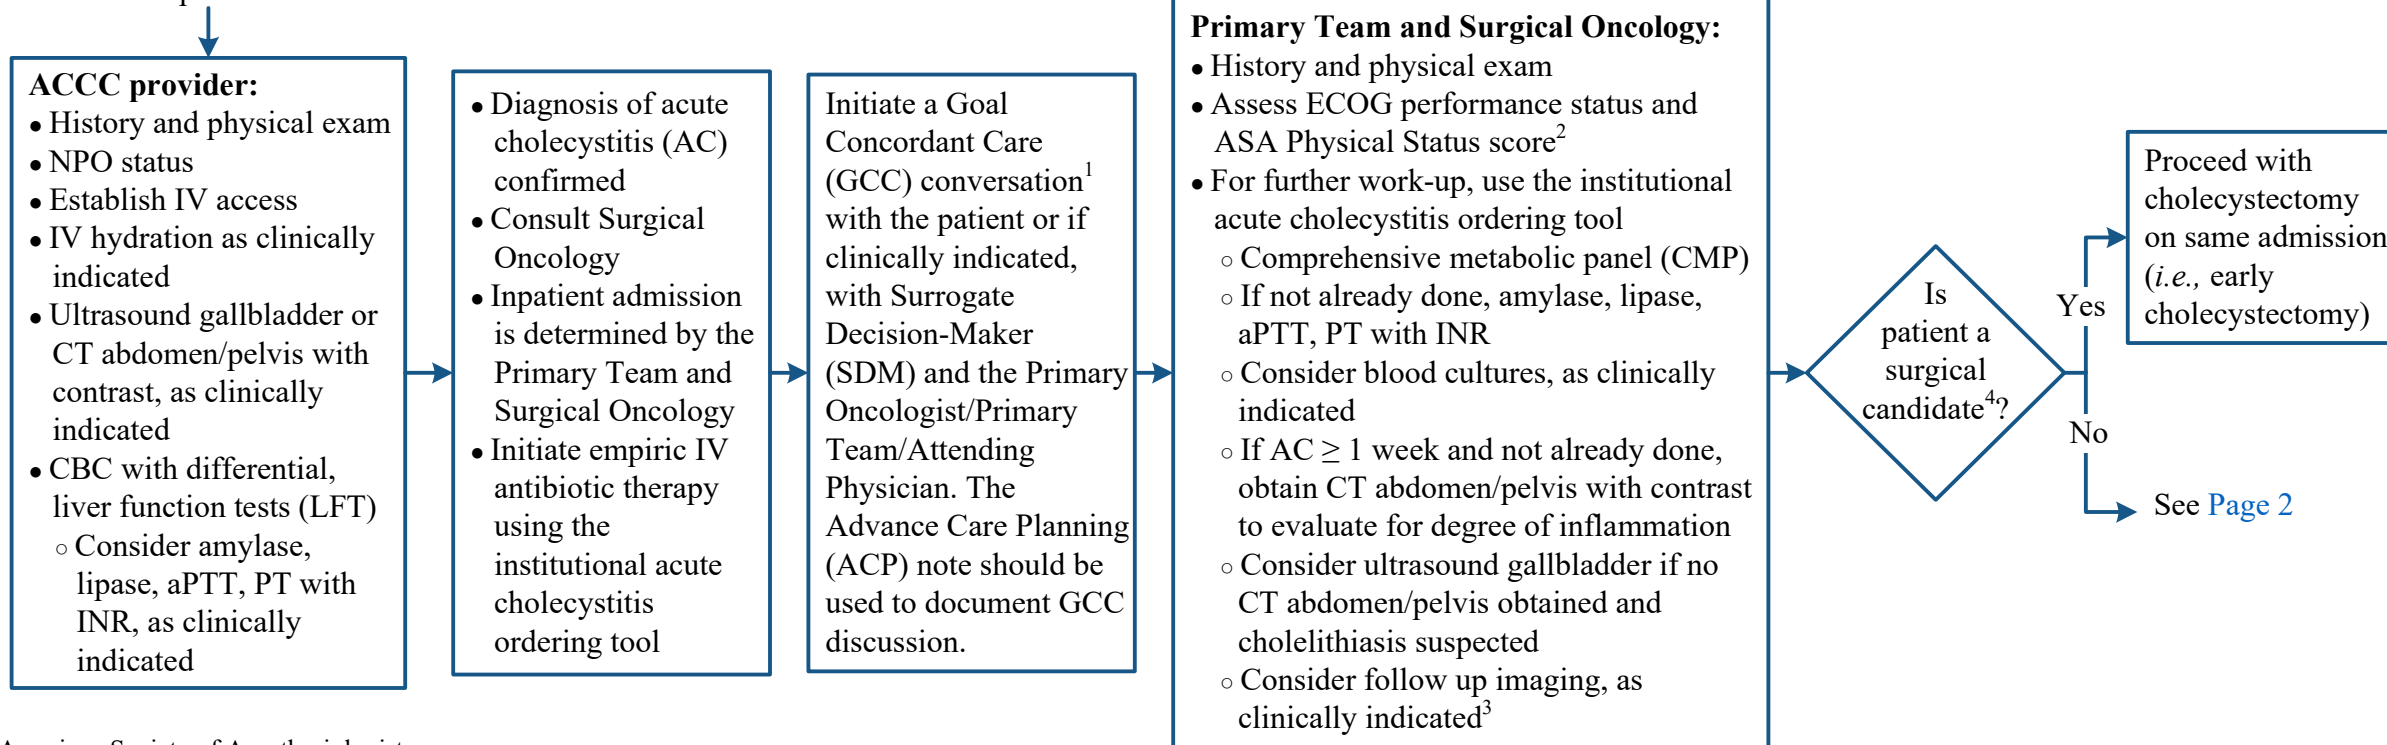 ACCC provider:
● History and physical exam
● NPO status
● Establish IV access
● IV hydration as clinically
indicated
● Ultrasound gallbladder or
CT abdomen/pelvis with
contrast, as clinically
indicated
● CBC with differential,
liver function tests (LFT)
○ Consider amylase,
lipase, aPTT, PT with
INR, as clinically
indicated
● Diagnosis of acute
cholecystitis (AC)
confirmed
● Consult Surgical
Oncology
● Inpatient admission
is determined by the
Primary Team and
Surgical Oncology
● Initiate empiric IV
antibiotic therapy
using the
institutional acute
cholecystitis
ordering tool
Initiate a Goal
Concordant Care
(GCC) conversation1
with the patient or if
clinically indicated,
with Surrogate
Decision-Maker
(SDM) and the Primary
Oncologist/Primary
Team/Attending
Physician. The
Advance Care Planning
(ACP) note should be
used to document GCC
discussion.
Primary Team and Surgical Oncology:
● History and physical exam
● Assess ECOG performance status and
ASA Physical Status score2
● For further work-up, use the institutional
acute cholecystitis ordering tool
○ Comprehensive metabolic panel (CMP)
○ If not already done, amylase, lipase,
aPTT, PT with INR
○ Consider blood cultures, as clinically
indicated
○ If AC ≥ 1 week and not already done,
obtain CT abdomen/pelvis with contrast
to evaluate for degree of inflammation
○ Consider ultrasound gallbladder if no
CT abdomen/pelvis obtained and
cholelithiasis suspected
○ Consider follow up imaging, as
clinically indicated3
Is
patient a
surgical
candidate4?
Yes
Proceed with
cholecystectomy
on same admission
(i.e., early
cholecystectomy)
No
See Page 2